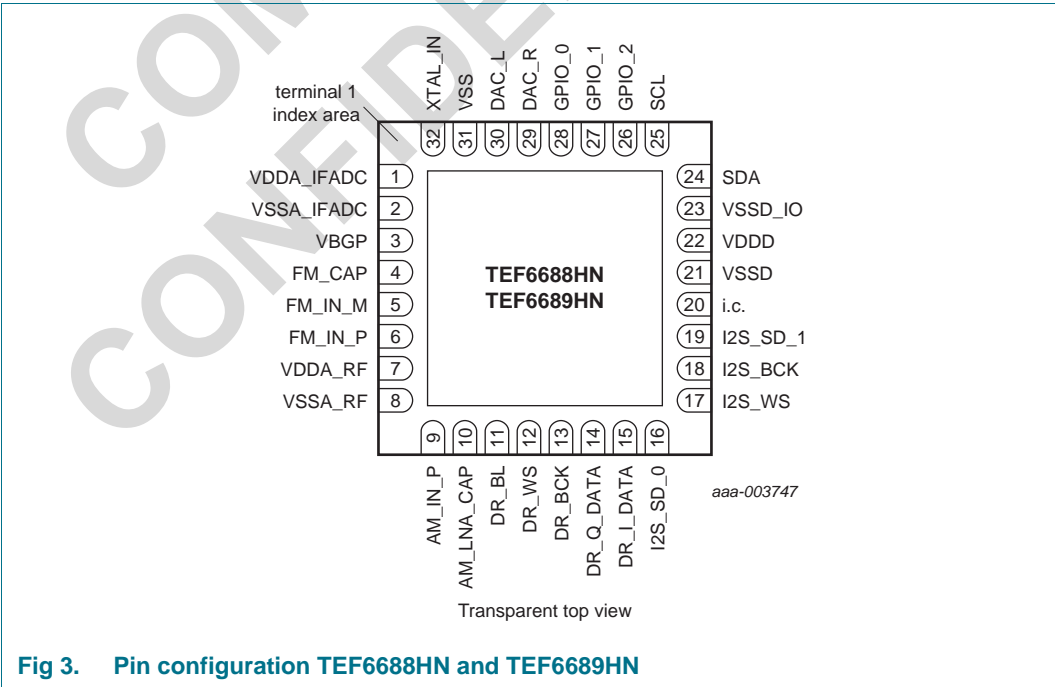 COM
CONFIDE
terminal 1
index area
XTAL_IN
VSS
DAC_L
DAC_R
GPIO_0
GPIO_1
GPIO_2
SCL
32
31
30
29
28
27
26
25
VDDA_IFADC 1
VSSA_IFADC 2
VBGP 3
FM_CAP 4
FM_IN_M 5
FM_IN_P 6
VDDA_RF 7
VSSA_RF 8
TEF6688HN
TEF6689HN
24 SDA
23 VSSD_IO
22 VDDD
21 VSSD
20 i.c.
19 I2S_SD_1
18 I2S_BCK
17 I2S_WS
9
10
11
12
13
14
15
16
AM_IN_P
AM_LNA_CAP
DR_BL
DR_WS
DR_BCK
DR_Q_DATA
DR_I_DATA
I2S_SD_0
aaa-003747
Transparent top view
Fig 3. Pin configuration TEF6688HN and TEF6689HN